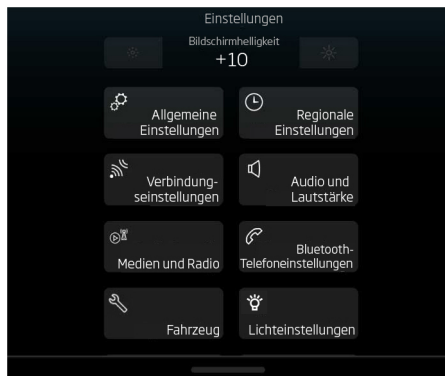 Einstellungen
Bildschirmhelligkeit
+10
Allgemeine
Einstellungen
Regionale
Einstellungen
Verbindung-
seinstellungen
Audio und
Lautstärke
Medien und Radio
Bluetooth-
Telefoneinstellungen
Fahrzeug
Lichteinstellungen